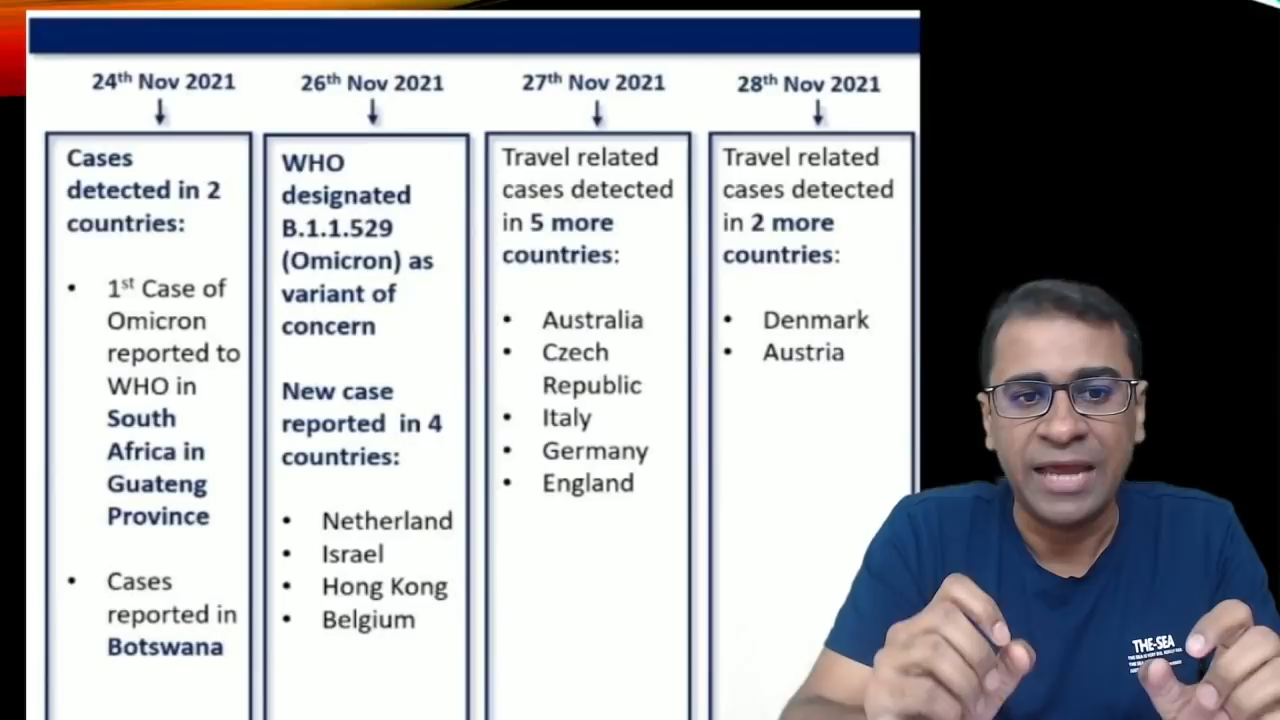 24th Nov 2021
Cases
detected in 2
countries:
• 1st Case of
Omicron
reported to
WHO in
South
Africa in
Guateng
Province
• Cases
reported in
Botswana
26th Nov 2021
WHO
designated
B.1.1.529
(Omicron) as
variant of
concern
New case
reported in 4
countries:
• Netherland
• Israel
• Hong Kong
• Belgium
27th Nov 2021
Travel related
cases detected
in 5 more
countries:
• Australia
• Czech
Republic
• Italy
• Germany
• England
28th Nov 2021
Travel related
cases detected
in 2 more
countries:
• Denmark
• Austria
THE-SEA